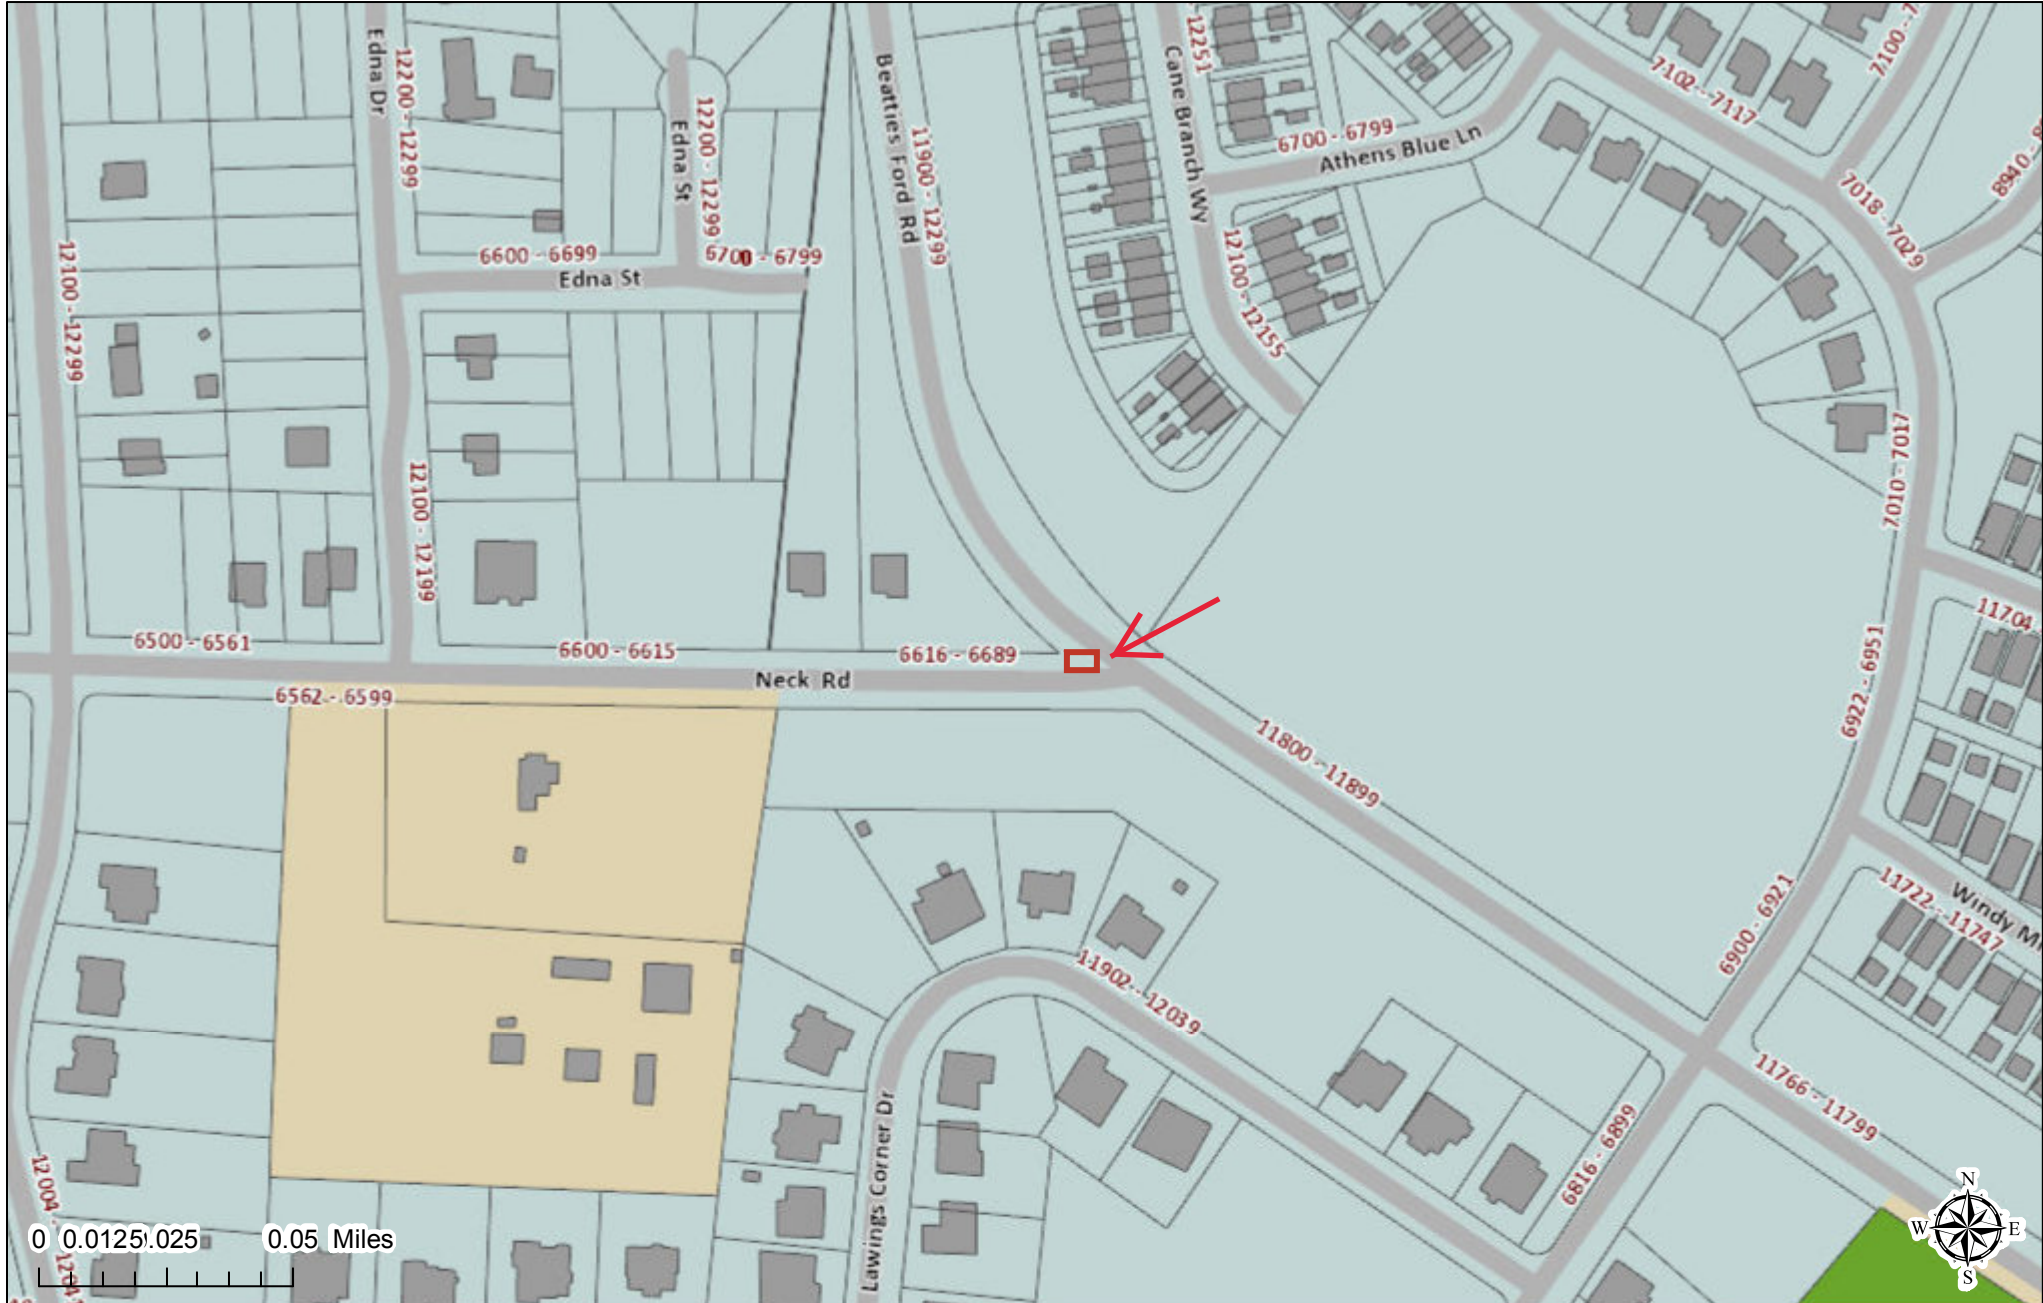 Edna Dr
12200 - 12299
12251
Cane Branch Wy
7102 - 7117
7100 - 7
8940 -
Beatties Ford Rd
11900 - 12299
Edna St
12200 - 12299
6700 - 6799
Athens Blue Ln
7018 - 7029
12100 - 12299
6600 - 6699
6700 - 6799
Edna St
12100 - 12155
7010 - 7017
12100 - 12199
11704
6500 - 6561
6600 - 6615
6616 - 6689
Neck Rd
6562 - 6599
6922 - 6951
11800 - 11899
11722 - 11747
Windy M
6900 - 6921
11902 - 12039
11766 - 11799
6816 - 6899
Lawings Corner Dr
12004 -
1204
0 0.0125 0.025 0.05 Miles
N
W E
S